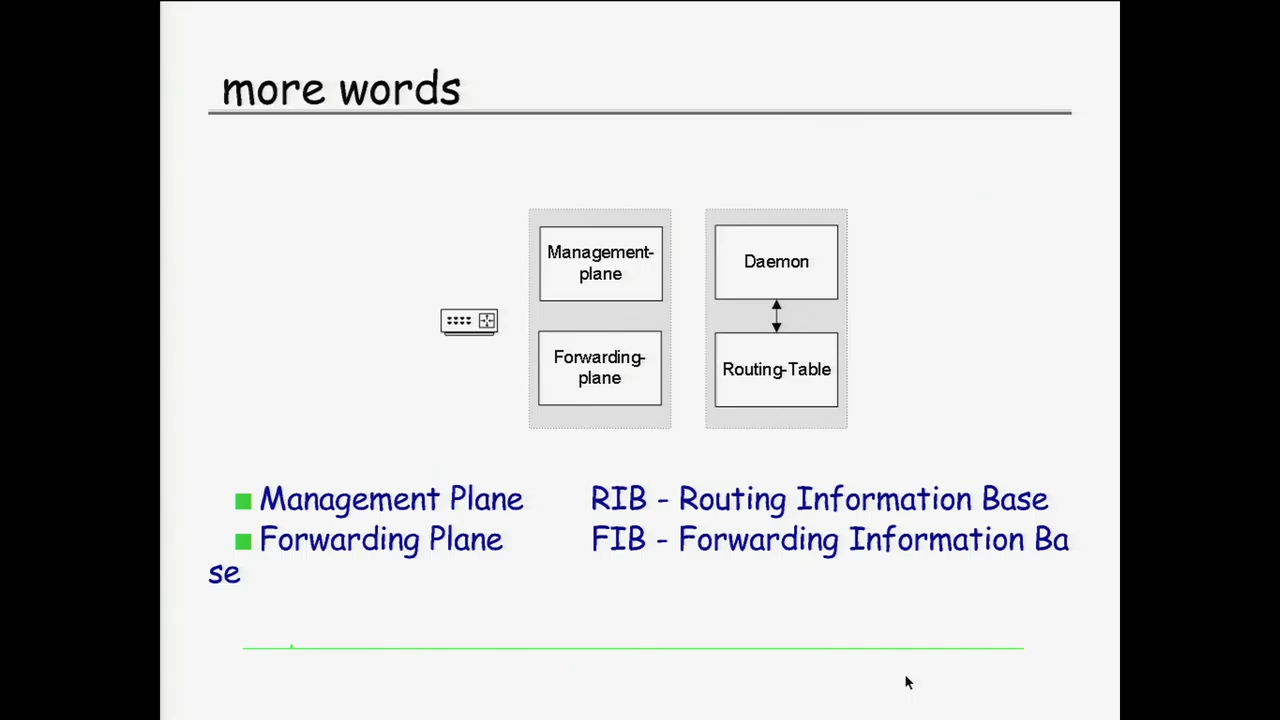 more words
Management-
plane
Daemon
Forwarding-
plane
Routing-Table
Management Plane RIB - Routing Information Base
Forwarding Plane FIB - Forwarding Information Ba
se